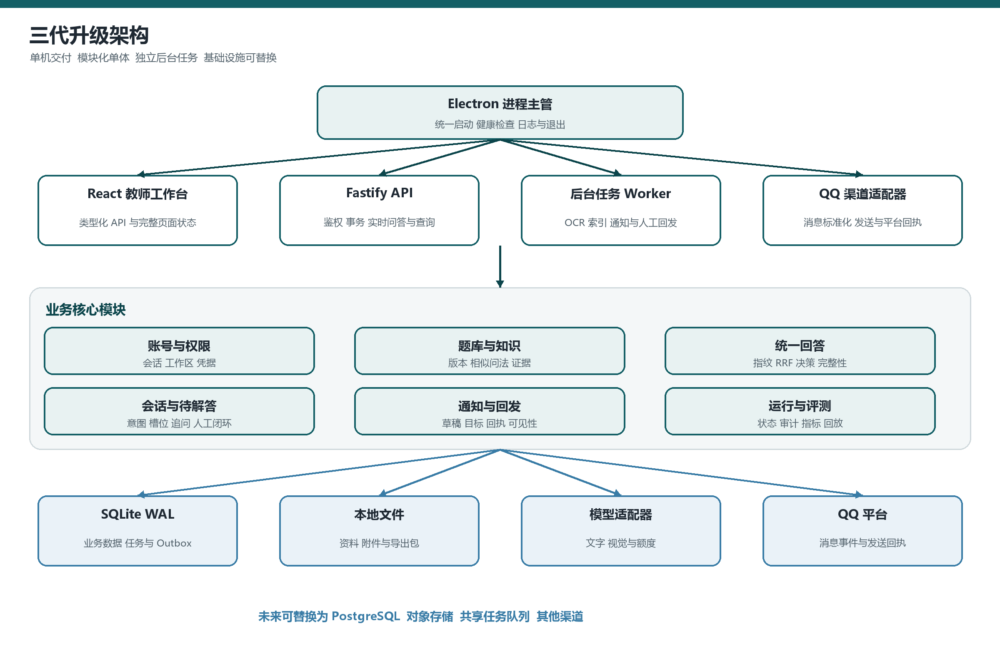 三代升级架构
单机交付 模块化单体 独立后台任务 基础设施可替换
Electron 进程主管
统一启动 健康检查 日志与退出
React 教师工作台
类型化 API 与完整页面状态
Fastify API
鉴权 事务 实时问答与查询
后台任务 Worker
OCR 索引 通知与人工回发
QQ 渠道适配器
消息标准化 发送与平台回执
业务核心模块
账号与权限
会话 工作区 凭据
题库与知识
版本 相似问法 证据
统一回答
指纹 RRF 决策 完整性
会话与待解答
意图 槽位 追问 人工闭环
通知与回发
草稿 目标 回执 可见性
运行与评测
状态 审计 指标 回放
SQLite WAL
业务数据 任务与 Outbox
本地文件
资料 附件与导出包
模型适配器
文字 视觉与额度
QQ 平台
消息事件与发送回执
未来可替换为 PostgreSQL 对象存储 共享任务队列 其他渠道